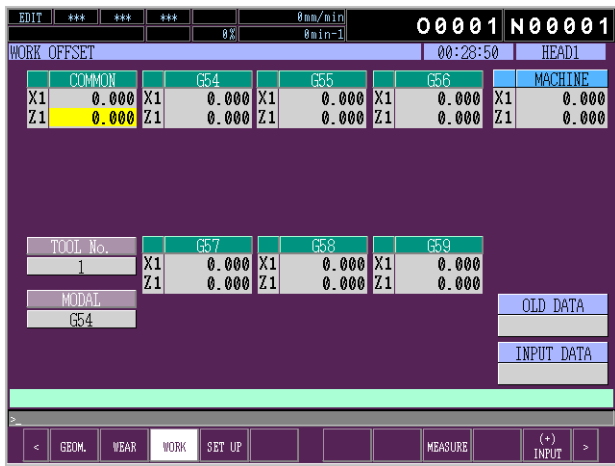 EDIT *** *** *** 0mm/min O0001 N00001
0% 0min-1
WORK OFFSET 00:28:50 HEAD1
COMMON G54 G55 G56 MACHINE
X1 0.000 X1 0.000 X1 0.000 X1 0.000 X1 0.000
Z1 0.000 Z1 0.000 Z1 0.000 Z1 0.000 Z1 0.000
TOOL No. G57 G58 G59
1 X1 0.000 X1 0.000 X1 0.000
Z1 0.000 Z1 0.000 Z1 0.000
MODAL
G54
OLD DATA
INPUT DATA
>_
< GEOM. WEAR WORK SET UP MEASURE (+) INPUT >